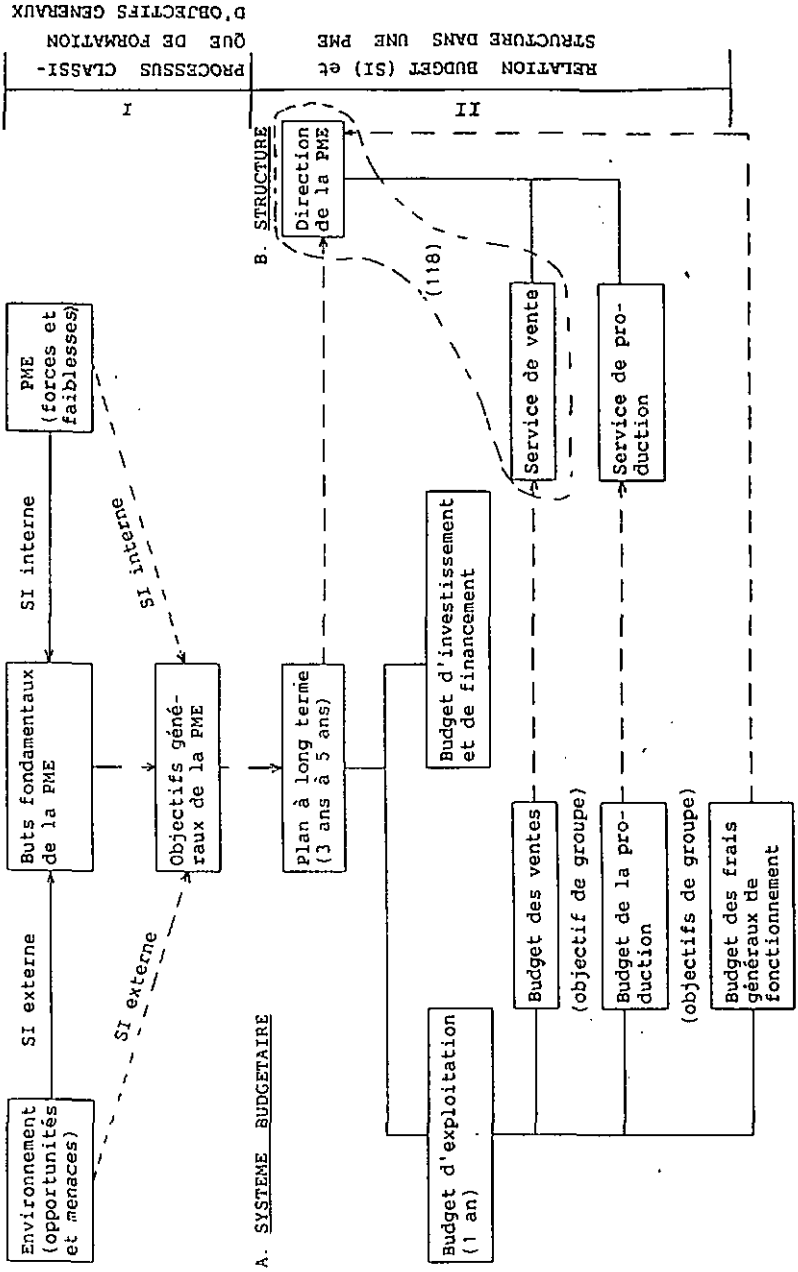 Environnement
(opportunités
et menaces)
SI externe
SI externe
Buts fondamentaux
de la PME
SI interne
SI interne
PME
(forces et
faiblesses)
Objectifs géné-
raux de la PME
I
PROCESSUS CLASSI-
QUE DE FORMATION
D'OBJECTIFS GENERAUX
A. SYSTEME BUDGETAIRE
Plan à long terme
(3 ans à 5 ans)
B. STRUCTURE
Direction
de la PME
(118)
Budget d'exploitation
(1 an)
Budget d'investissement
et de financement
Budget des ventes
(objectif de groupe)
Service de vente
Budget de la pro-
duction
(objectifs de groupe)
Service de pro-
duction
Budget des frais
généraux de
fonctionnement
II
RELATION BUDGET (SI) et
STRUCTURE DANS UNE PME